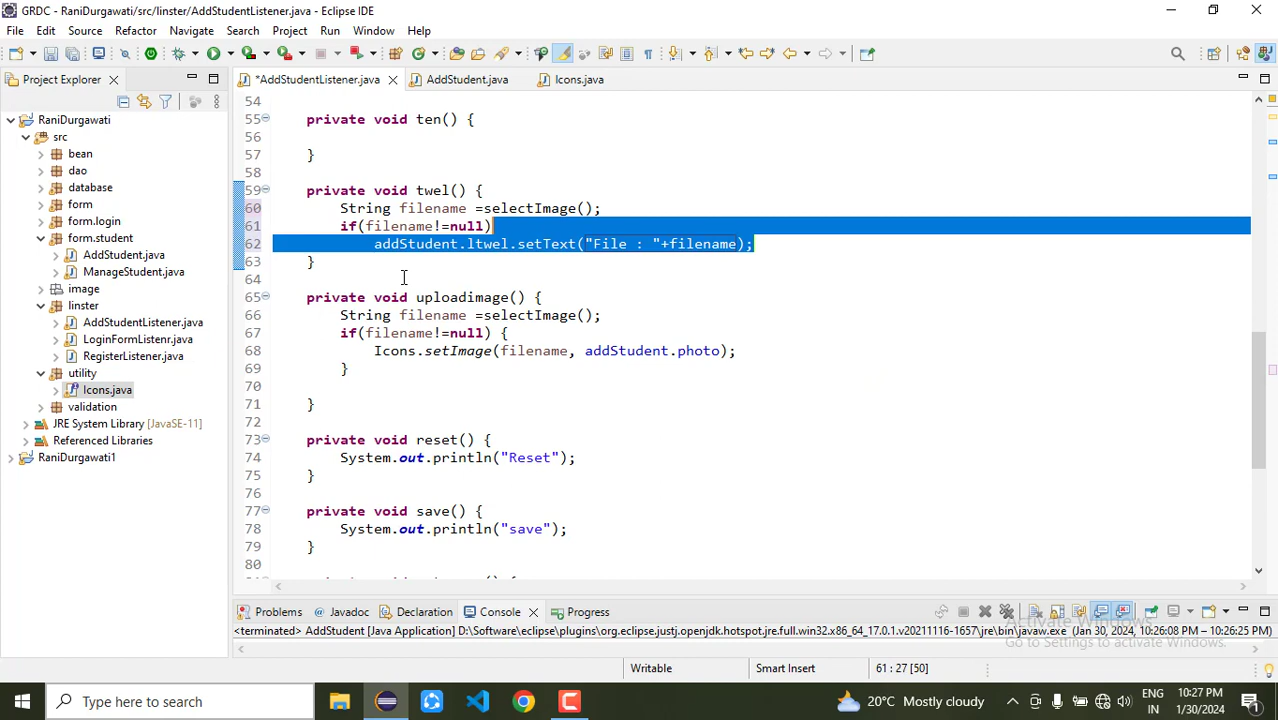 GRDC - RaniDurgawati/src/linster/AddStudentListener.java - Eclipse IDE
File Edit Source Refactor Navigate Search Project Run Window Help
Project Explorer
*AddStudentListener.java AddStudent.java Icons.java
RaniDurgawati
src
bean
dao
database
form
form.login
form.student
AddStudent.java
ManageStudent.java
image
linster
AddStudentListener.java
LoginFormListenr.java
RegisterListener.java
utility
Icons.java
validation
JRE System Library [JavaSE-11]
Referenced Libraries
RaniDurgawati1
54
55 private void ten() {
56
57 }
58
59 private void twel() {
60 String filename =selectImage();
61 if(filename!=null)
62 addStudent.ltwel.setText("File : "+filename);
63 }
64
65 private void uploadimage() {
66 String filename =selectImage();
67 if(filename!=null) {
68 Icons.setImage(filename, addStudent.photo);
69 }
70
71 }
72
73 private void reset() {
74 System.out.println("Reset");
75 }
76
77 private void save() {
78 System.out.println("save");
79 }
80
Problems Javadoc Declaration Console Progress
<terminated> AddStudent [Java Application] D:\Software\eclipse\plugins\org.eclipse.justj.openjdk.hotspot.jre.full.win32.x86_64_17.0.1.v20211116-1657\jre\bin\javaw.exe (Jan 30, 2024, 10:26:08 PM – 10:26:25 PM)
Activate Windows
Go to Settings to activate Windows.
Writable Smart Insert 61 : 27 [50]
Type here to search
20°C Mostly cloudy
ENG
IN
10:27 PM
1/30/2024